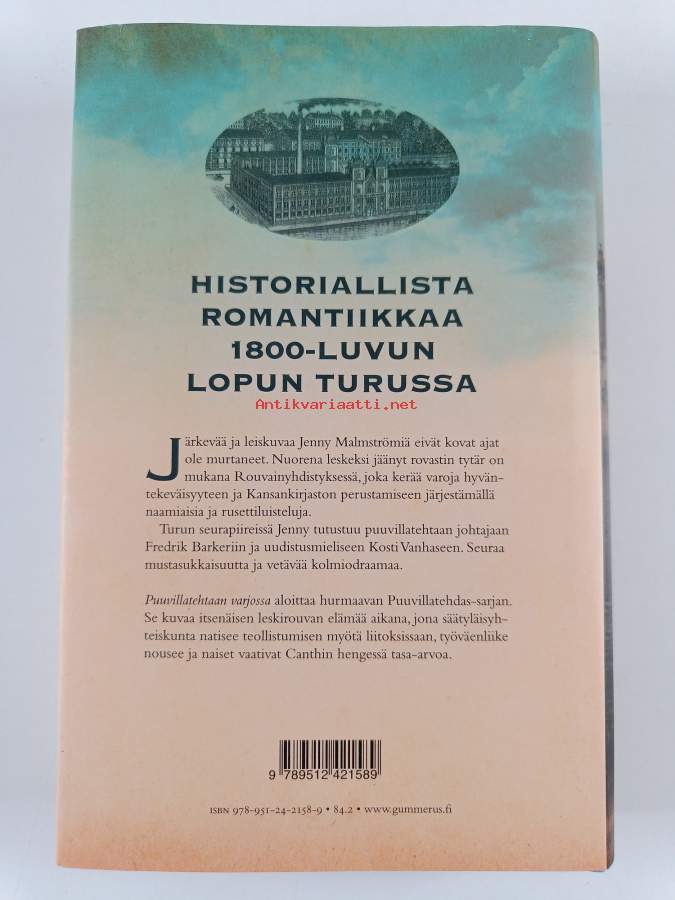 HISTORIALLISTA
ROMANTIIKKAA
1800-LUVUN
LOPUN TURUSSA
Antikvariaatti.net
Järkevää ja leiskuvaa Jenny Malmströmiä eivät kovat ajat
ole murtaneet. Nuorena leskeksi jäänyt rovastin tytär on
mukana Rouvainyhdistyksessä, joka kerää varoja hyvän-
tekeväisyyteen ja Kansankirjaston perustamiseen järjestämällä
naamiaisia ja rusettiluisteluja.
Turun seurapiireissä Jenny tutustuu puuvillatehtaan johtajaan
Fredrik Barkeriin ja uudistusmieliseen Kosti Vanhaseen. Seuraa
mustasukkaisuutta ja vetävää kolmiodraamaa.
Puuvillatehtaan varjossa aloittaa hurmaavan Puuvillatehdas-sarjan.
Se kuvaa itsenäisen leskirouvan elämää aikana, jona säätyläisyh-
teiskunta natisee teollistumisen myötä liitoksissaan, työväenliike
nousee ja naiset vaativat Canthin hengessä tasa-arvoa.
9 789512 421589
ISBN 978-951-24-2158-9 • 84.2 • www.gummerus.fi